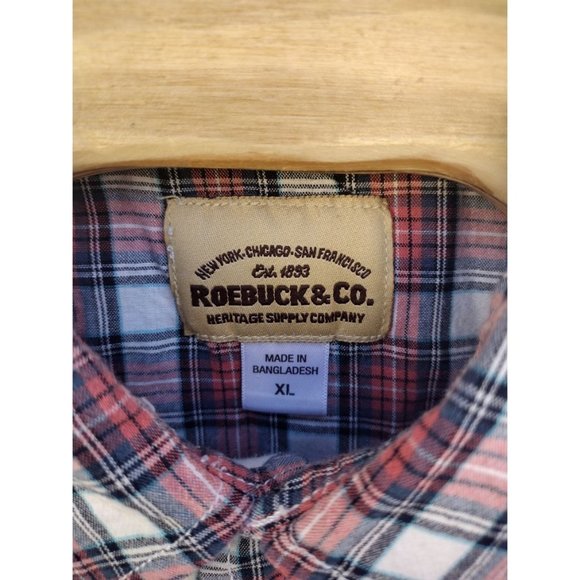 NEW YORK·CHICAGO·SAN FRANCISCO
Est. 1893
ROEBUCK & CO.
HERITAGE SUPPLY COMPANY
MADE IN
BANGLADESH
XL